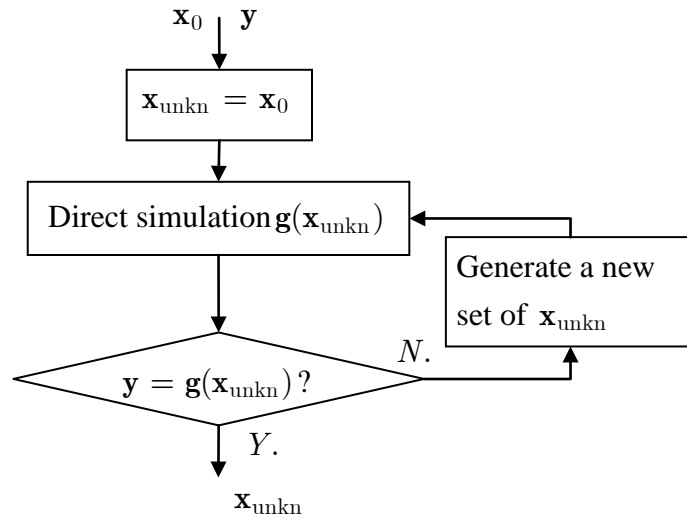 x₀ y
x_unkn = x₀
Direct simulation g(x_unkn)
Generate a new
set of x_unkn
N.
y = g(x_unkn)?
Y.
x_unkn